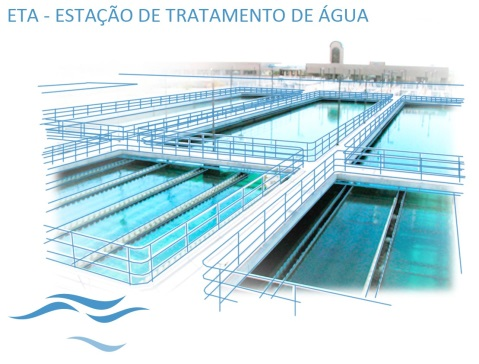 ETA - ESTAÇÃO DE TRATAMENTO DE ÁGUA